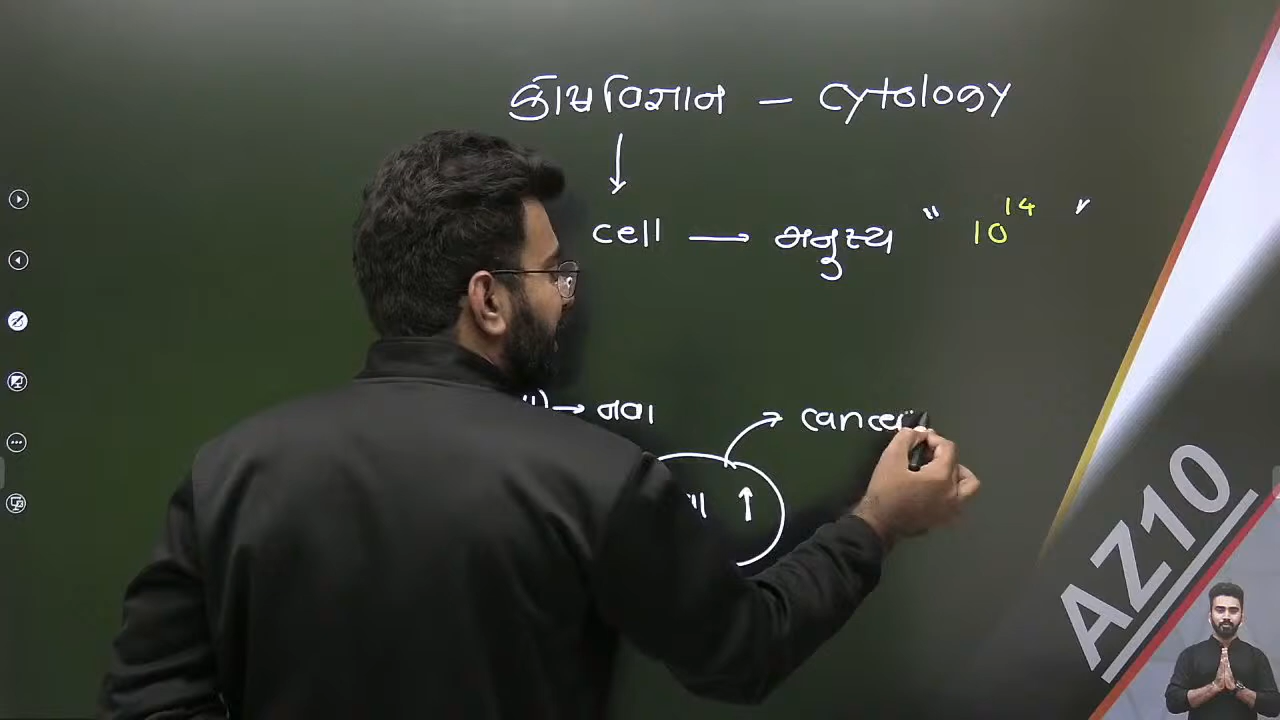 કોષવિજ્ઞાન – Cytology
cell → મનુષ્ય " 10¹⁴ "
→ નવા
↑ → cancer
AZ10